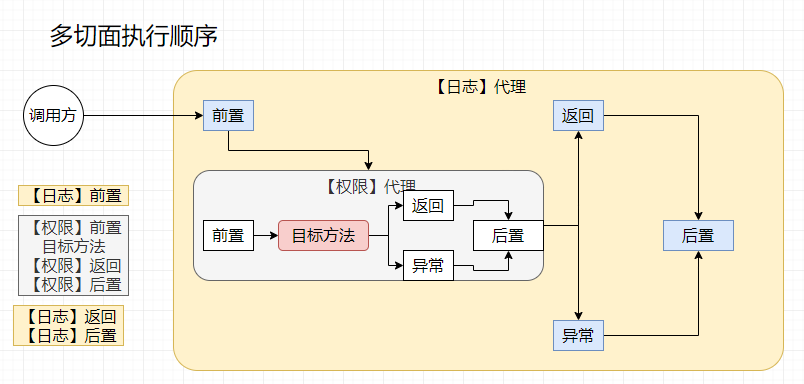 多切面执行顺序
【日志】代理
调用方
前置
返回
【权限】代理
前置
目标方法
返回
异常
后置
后置
异常
【日志】前置
【权限】前置
目标方法
【权限】返回
【权限】后置
【日志】返回
【日志】后置